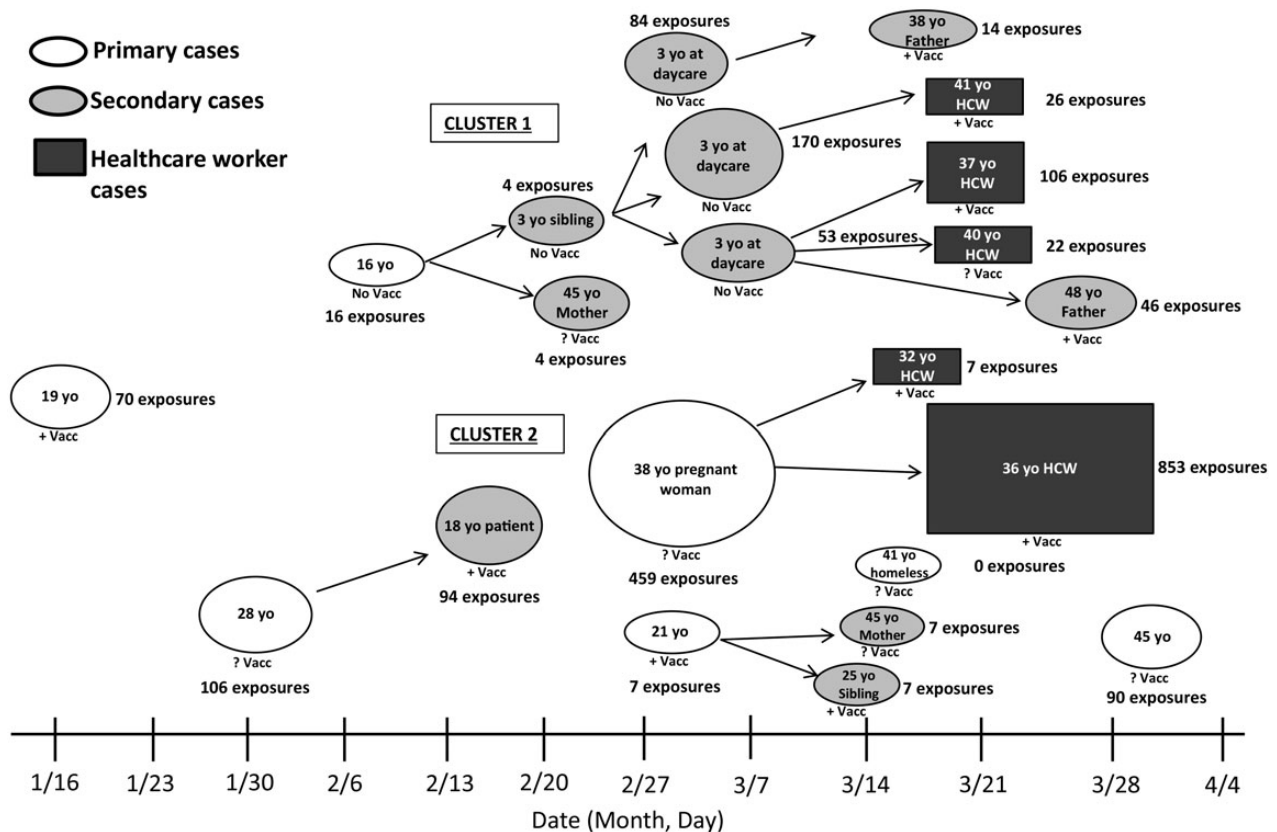 Primary cases
Secondary cases
Healthcare worker
cases
CLUSTER 1
84 exposures
3 yo at
daycare
No Vacc
38 yo
Father
+ Vacc
14 exposures
3 yo at
daycare
No Vacc
170 exposures
41 yo
HCW
+ Vacc
26 exposures
37 yo
HCW
+ Vacc
106 exposures
4 exposures
3 yo sibling
No Vacc
3 yo at
daycare
No Vacc
53 exposures
40 yo
HCW
? Vacc
22 exposures
16 yo
No Vacc
16 exposures
45 yo
Mother
? Vacc
4 exposures
48 yo
Father
+ Vacc
46 exposures
19 yo
+ Vacc
70 exposures
CLUSTER 2
32 yo
HCW
+ Vacc
7 exposures
38 yo pregnant
woman
? Vacc
459 exposures
36 yo HCW
+ Vacc
853 exposures
18 yo patient
+ Vacc
94 exposures
41 yo
homeless
? Vacc
0 exposures
28 yo
? Vacc
106 exposures
21 yo
+ Vacc
7 exposures
45 yo
Mother
? Vacc
7 exposures
25 yo
Sibling
+ Vacc
7 exposures
45 yo
? Vacc
90 exposures
1/16 1/23 1/30 2/6 2/13 2/20 2/27 3/7 3/14 3/21 3/28 4/4
Date (Month, Day)